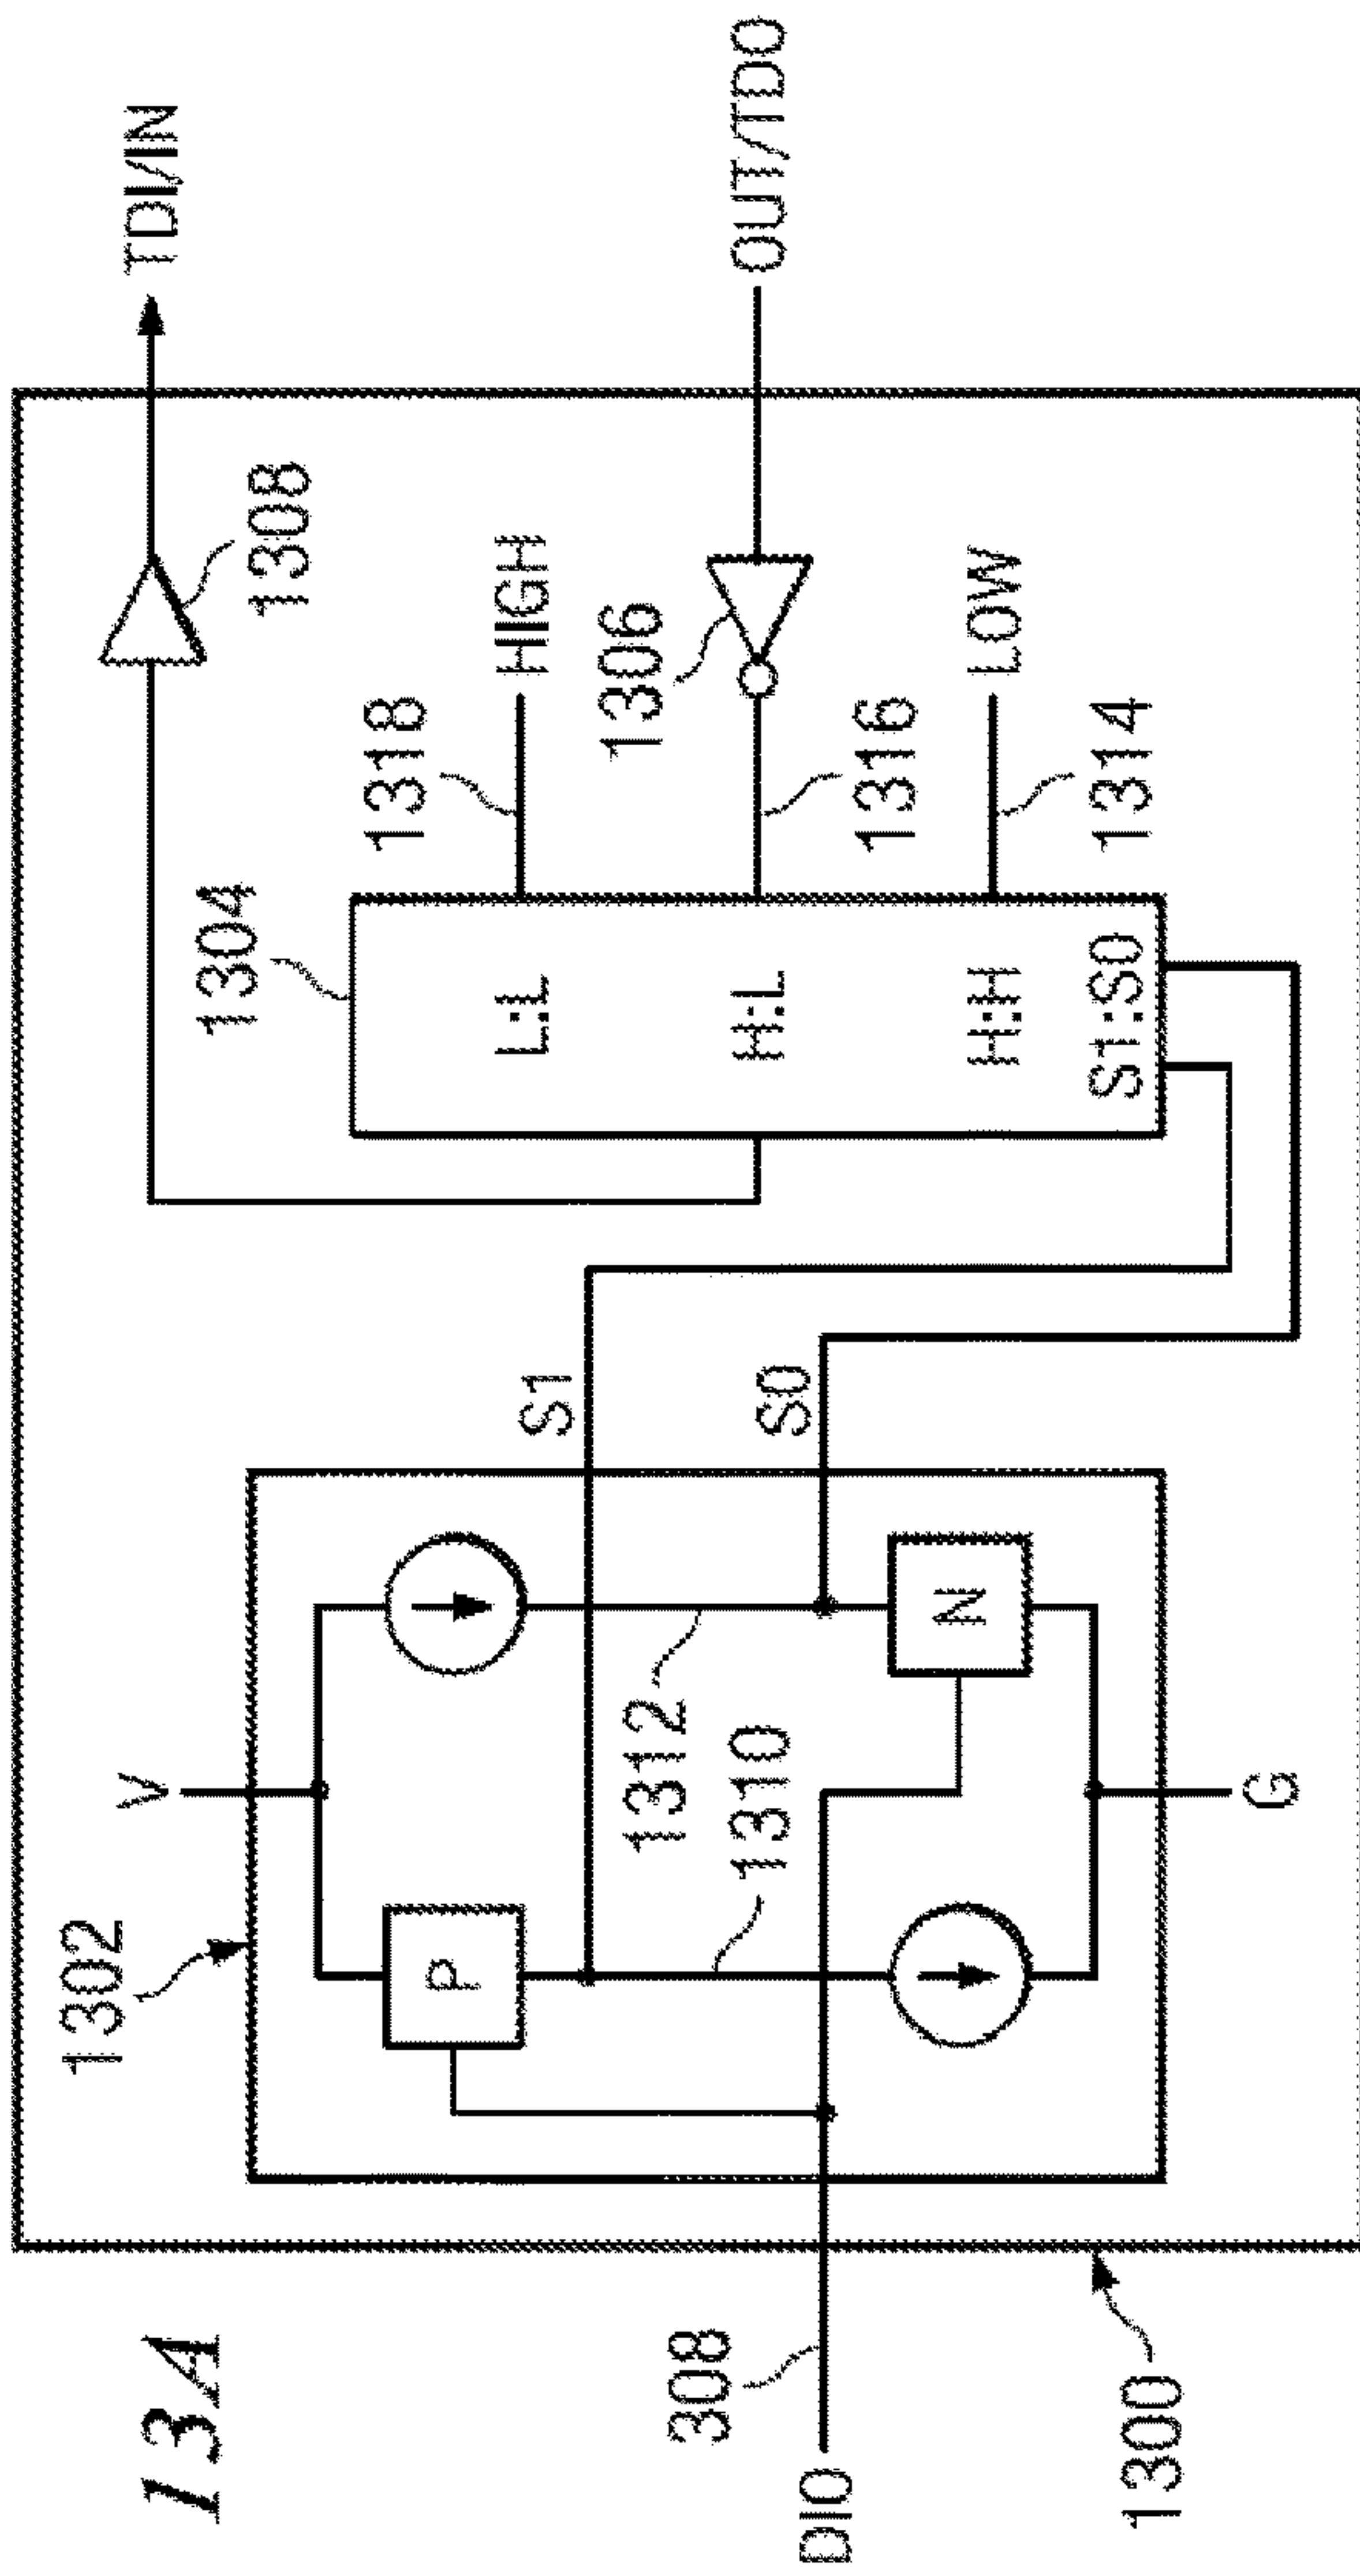 13A
1302
V
TDI/IN
1304
1308
P
1318
HIGH
S1
L:L
308
1312
1306
OUT/TDO
1310
S0
H:L
DIO
1316
N
H:H
LOW
1300
S1:S0
1314
G